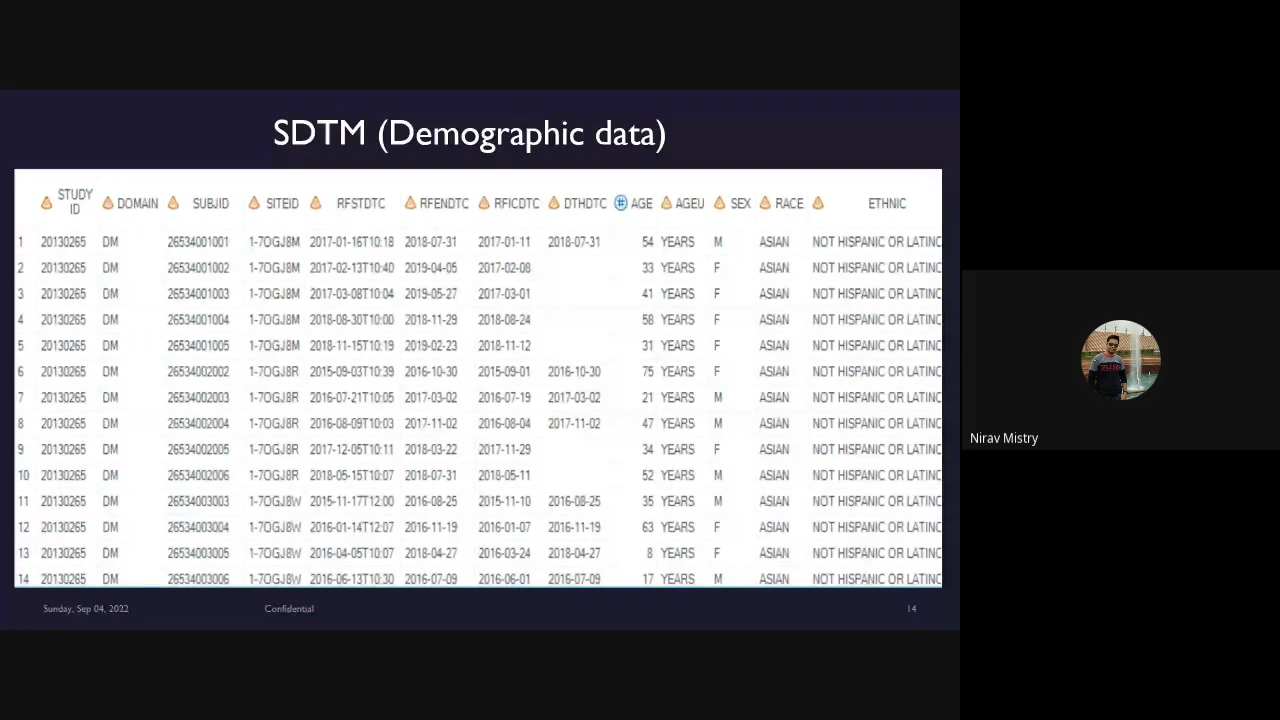 SDTM (Demographic data)
STUDY ID DOMAIN SUBJID SITEID RFSTDTC RFENDTC RFICDTC DTHDTC AGE AGEU SEX RACE ETHNIC
1 20130265 DM 26534001001 1-7OGJ8M 2017-01-16T10:18 2018-07-31 2017-01-11 2018-07-31 54 YEARS M ASIAN NOT HISPANIC OR LATINO
2 20130265 DM 26534001002 1-7OGJ8M 2017-02-13T10:40 2019-04-05 2017-02-08 33 YEARS F ASIAN NOT HISPANIC OR LATINO
3 20130265 DM 26534001003 1-7OGJ8M 2017-03-08T10:04 2019-05-27 2017-03-01 41 YEARS F ASIAN NOT HISPANIC OR LATINO
4 20130265 DM 26534001004 1-7OGJ8M 2018-08-30T10:00 2018-11-29 2018-08-24 58 YEARS F ASIAN NOT HISPANIC OR LATINO
5 20130265 DM 26534001005 1-7OGJ8M 2018-11-15T10:19 2019-02-23 2018-11-12 31 YEARS F ASIAN NOT HISPANIC OR LATINO
6 20130265 DM 26534002002 1-7OGJ8R 2015-09-03T10:39 2016-10-30 2015-09-01 2016-10-30 75 YEARS F ASIAN NOT HISPANIC OR LATINO
7 20130265 DM 26534002003 1-7OGJ8R 2016-07-21T10:05 2017-03-02 2016-07-19 2017-03-02 21 YEARS M ASIAN NOT HISPANIC OR LATINO
8 20130265 DM 26534002004 1-7OGJ8R 2016-08-09T10:03 2017-11-02 2016-08-04 2017-11-02 47 YEARS M ASIAN NOT HISPANIC OR LATINO
9 20130265 DM 26534002005 1-7OGJ8R 2017-12-05T10:11 2018-03-22 2017-11-29 34 YEARS F ASIAN NOT HISPANIC OR LATINO
10 20130265 DM 26534002006 1-7OGJ8R 2018-05-15T10:07 2018-07-31 2018-05-11 52 YEARS M ASIAN NOT HISPANIC OR LATINO
11 20130265 DM 26534003003 1-7OGJ8W 2015-11-17T12:00 2016-08-25 2015-11-10 2016-08-25 35 YEARS M ASIAN NOT HISPANIC OR LATINO
12 20130265 DM 26534003004 1-7OGJ8W 2016-01-14T12:07 2016-11-19 2016-01-07 2016-11-19 63 YEARS F ASIAN NOT HISPANIC OR LATINO
13 20130265 DM 26534003005 1-7OGJ8W 2016-04-05T10:07 2018-04-27 2016-03-24 2018-04-27 8 YEARS F ASIAN NOT HISPANIC OR LATINO
14 20130265 DM 26534003006 1-7OGJ8W 2016-06-13T10:30 2016-07-09 2016-06-01 2016-07-09 17 YEARS M ASIAN NOT HISPANIC OR LATINO
Sunday, Sep 04, 2022 Confidential 14
Nirav Mistry